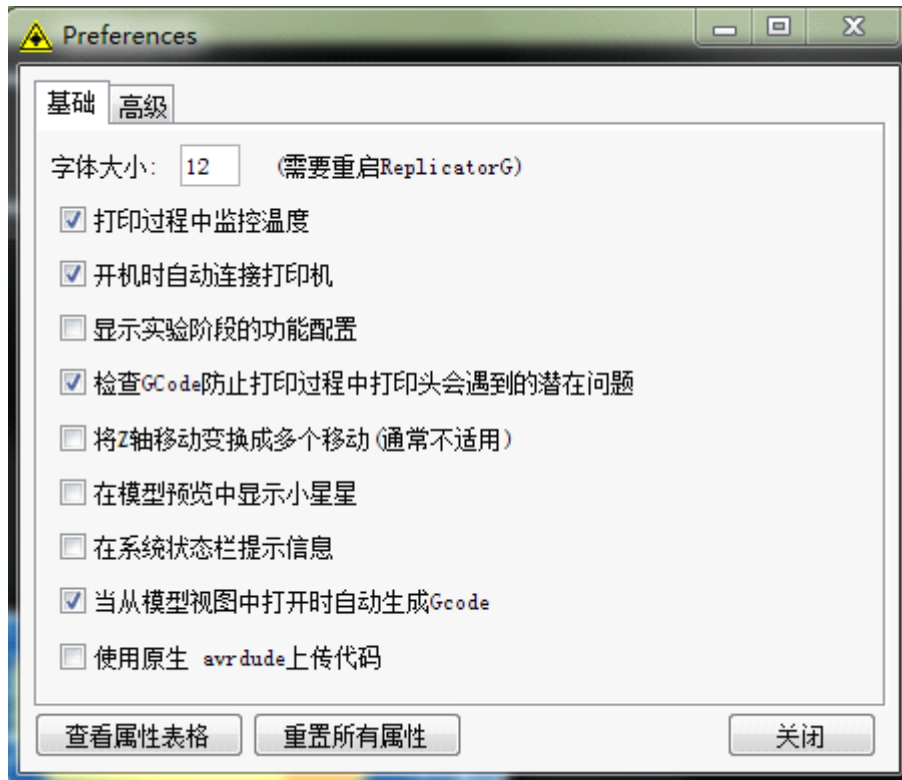 Preferences
基础 高级
字体大小: 12 (需要重启ReplicatorG)
打印过程中监控温度
开机时自动连接打印机
显示实验阶段的功能配置
检查GCode防止打印过程中打印头会遇到的潜在问题
将Z轴移动变换成多个移动(通常不适用)
在模型预览中显示小星星
在系统状态栏提示信息
当从模型视图中打开时自动生成Gcode
使用原生 avrdude上传代码
查看属性表格 重置所有属性 关闭